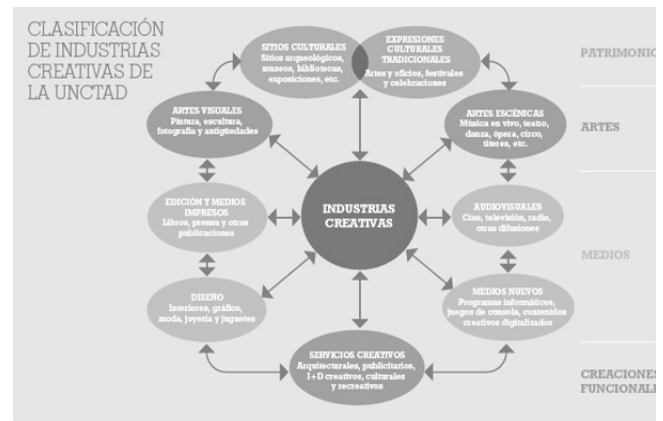 CLASIFICACIÓN
DE INDUSTRIAS
CREATIVAS DE
LA UNCTAD
SITIOS CULTURALES
Sitios arqueológicos,
museos, bibliotecas,
exposiciones, etc.
EXPRESIONES
CULTURALES
TRADICIONALES
Artes y oficios, festivales
y celebraciones
PATRIMONIO
ARTES VISUALES
Pintura, escultura,
fotografía y antigüedades
ARTES ESCÉNICAS
Música en vivo, teatro,
danza, ópera, circo,
títeres, etc.
ARTES
EDICIÓN Y MEDIOS
IMPRESOS
Libros, prensa y otras
publicaciones
INDUSTRIAS
CREATIVAS
AUDIOVISUALES
Cine, televisión, radio,
otras difusiones
MEDIOS
DISEÑO
Interiores, gráfico,
moda, joyería y juguetes
MEDIOS NUEVOS
Programas informáticos,
juegos de consola, contenidos
creativos digitalizados
SERVICIOS CREATIVOS
Arquitecturales, publicitarios,
I+D creativos, culturales
y recreativos
CREACIONES
FUNCIONALE